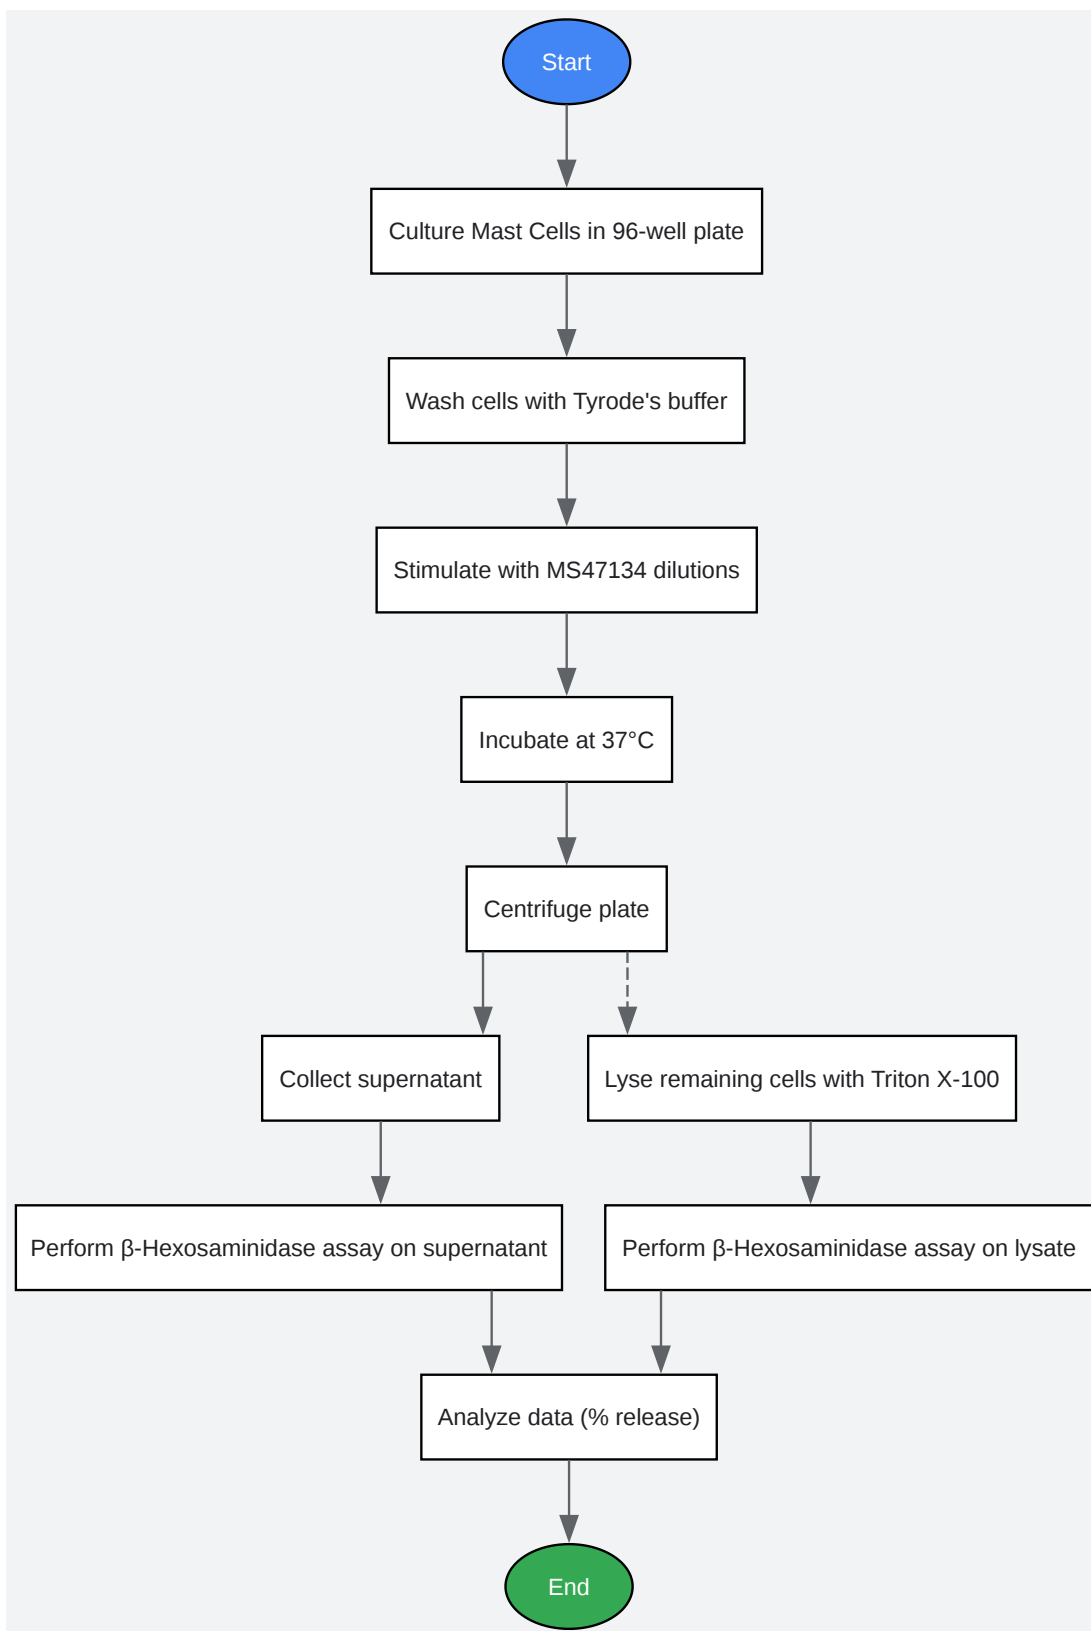 Start
Culture Mast Cells in 96-well plate
Wash cells with Tyrode's buffer
Stimulate with MS47134 dilutions
Incubate at 37°C
Centrifuge plate
Collect supernatant
Lyse remaining cells with Triton X-100
Perform β-Hexosaminidase assay on supernatant
Perform β-Hexosaminidase assay on lysate
Analyze data (% release)
End